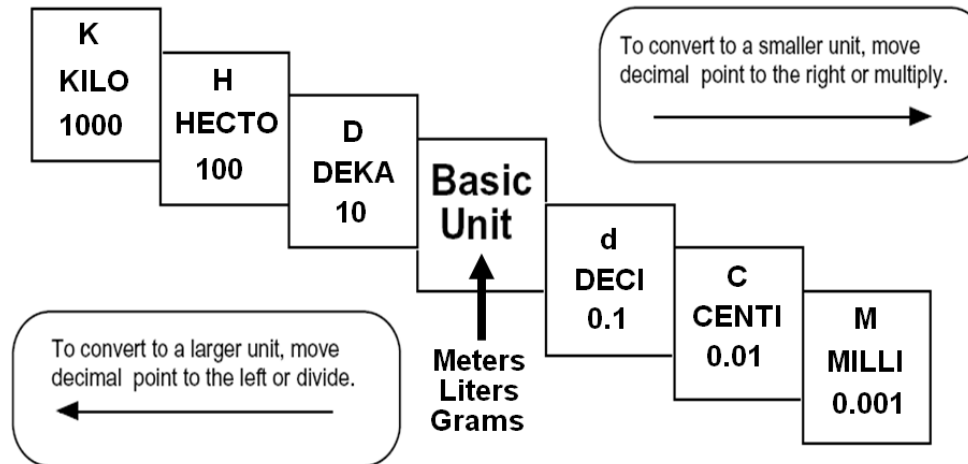 K
KILO
1000
H
HECTO
100
D
DEKA
10
Basic
Unit
Meters
Liters
Grams
d
DECI
0.1
C
CENTI
0.01
M
MILLI
0.001
To convert to a smaller unit, move
decimal point to the right or multiply.
To convert to a larger unit, move
decimal point to the left or divide.